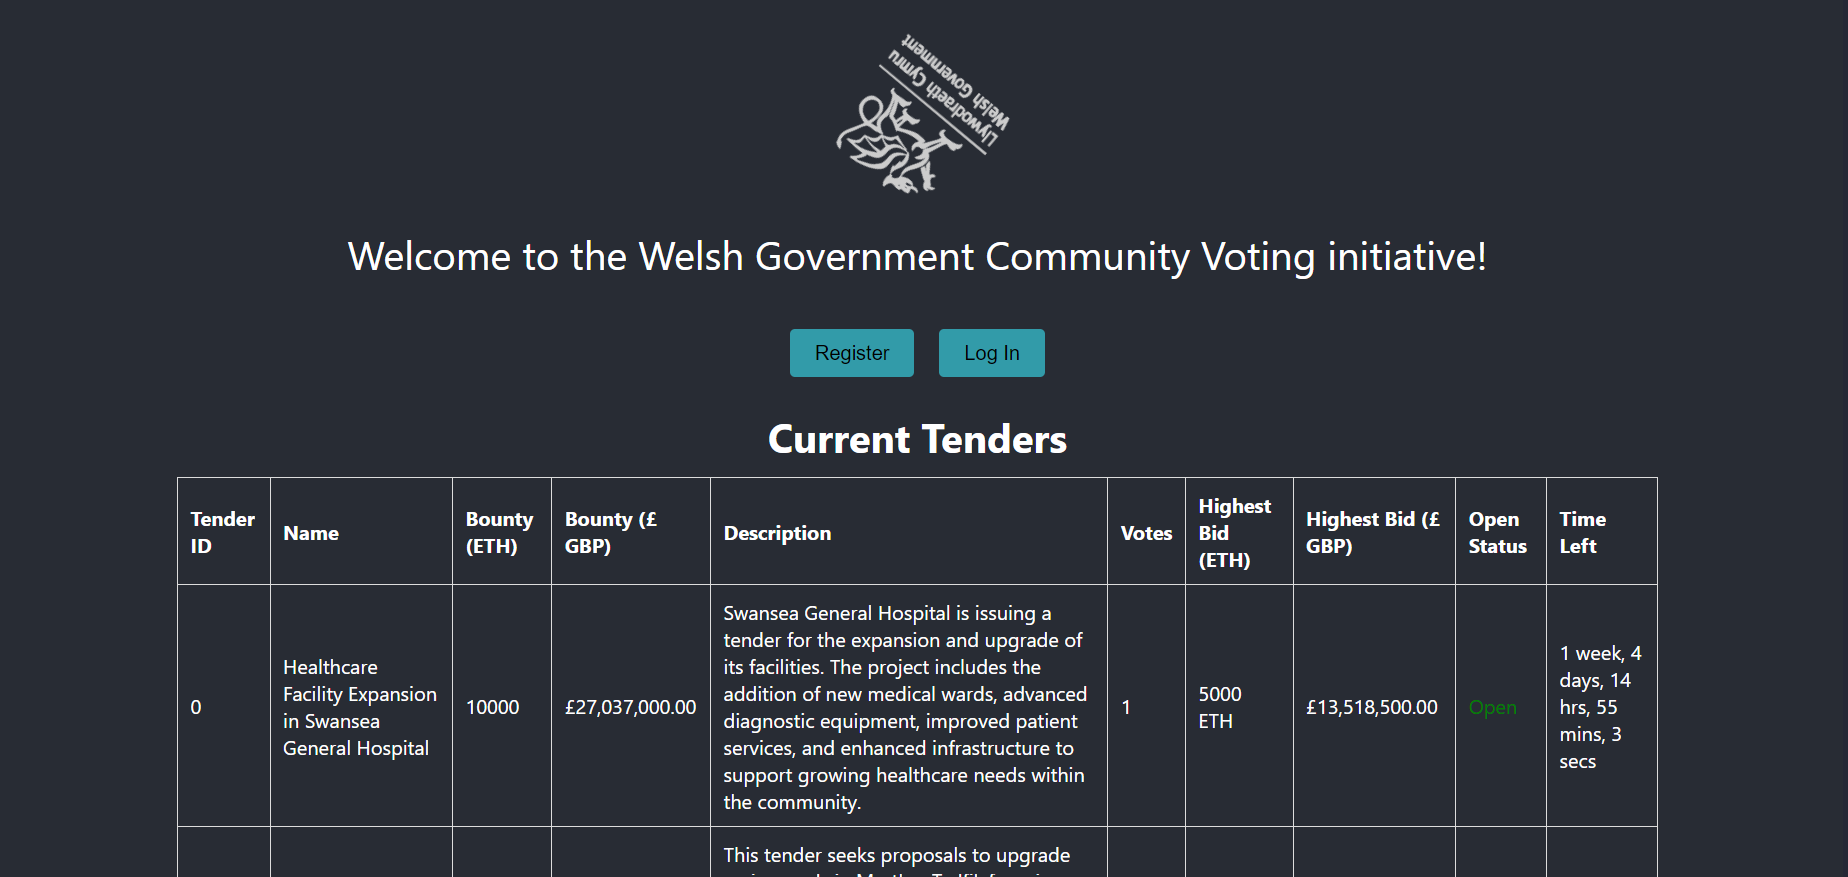 Llywodraeth Cymru
Welsh Government
Welcome to the Welsh Government Community Voting initiative!
Register
Log In
Current Tenders
Tender
ID
Name
Bounty
(ETH)
Bounty (£
GBP)
Description
Votes
Highest
Bid
(ETH)
Highest Bid (£
GBP)
Open
Status
Time
Left
0
Healthcare
Facility Expansion
in Swansea
General Hospital
10000
£27,037,000.00
Swansea General Hospital is issuing a
tender for the expansion and upgrade of
its facilities. The project includes the
addition of new medical wards, advanced
diagnostic equipment, improved patient
services, and enhanced infrastructure to
support growing healthcare needs within
the community.
1
5000
ETH
£13,518,500.00
Open
1 week, 4
days, 14
hrs, 55
mins, 3
secs
This tender seeks proposals to upgrade